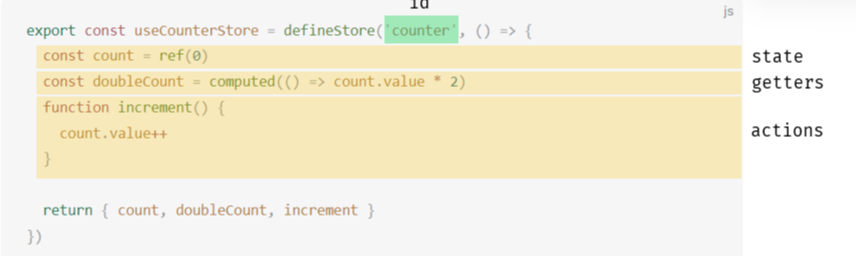 id
js
export const useCounterStore = defineStore('counter', () => {
const count = ref(0)
state
const doubleCount = computed(() => count.value * 2)
getters
function increment() {
count.value++
actions
}
return { count, doubleCount, increment }
})